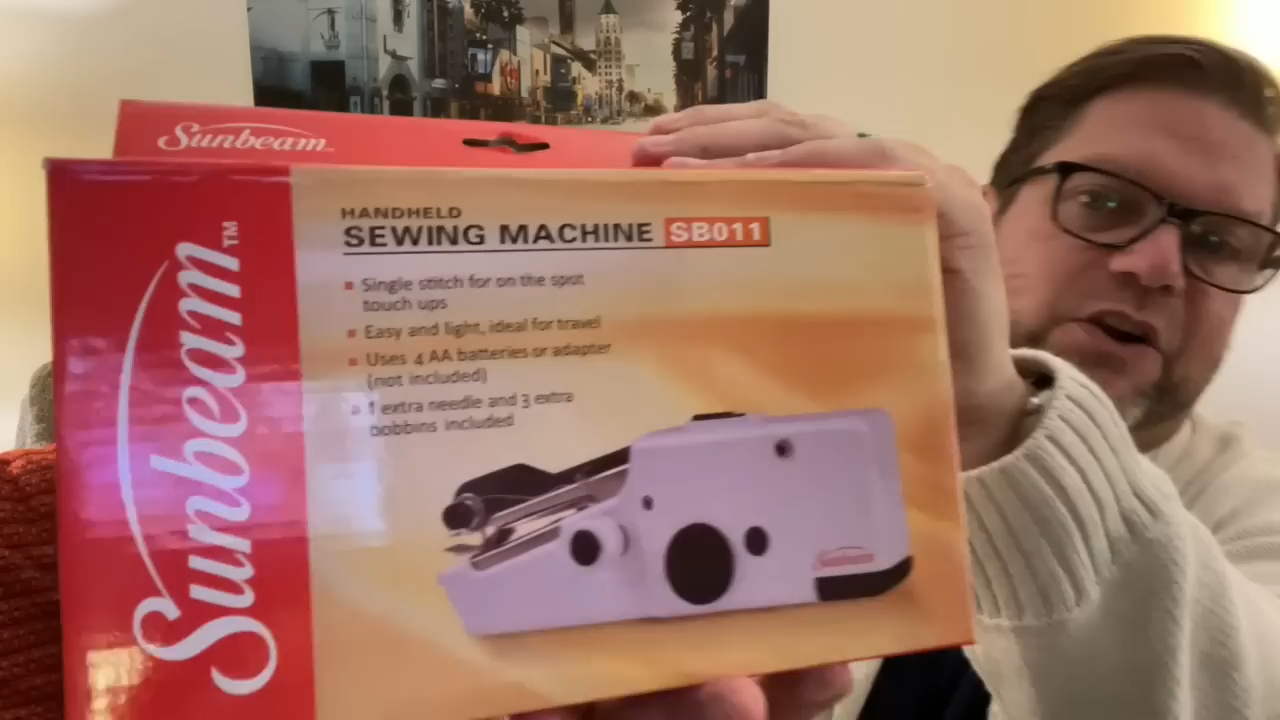 Sunbeam
Sunbeam™
HANDHELD
SEWING MACHINE SB011
Single stitch for on the spot
touch ups
Easy and light, ideal for travel
Uses 4 AA batteries or adapter
(not included)
1 extra needle and 3 extra
bobbins included
Sunbeam